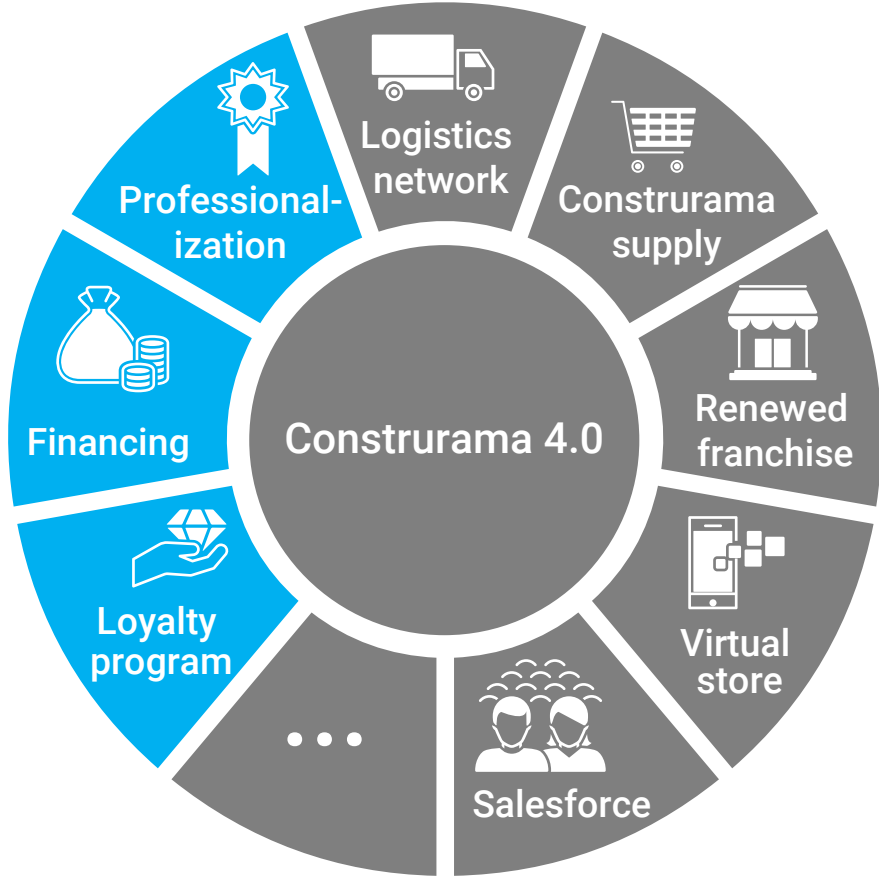 Logistics
network
Construrama
supply
Renewed
franchise
Virtual
store
Salesforce
...
Loyalty
program
Financing
Professional-
ization
Construrama 4.0